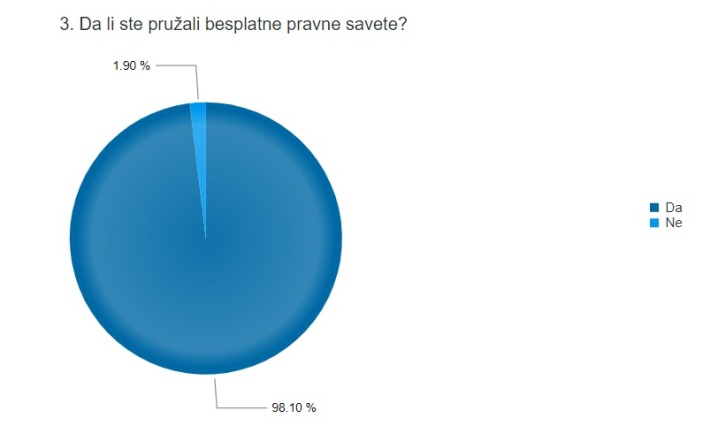 3. Da li ste pružali besplatne pravne savete?
1.90 %
Da
Ne
98.10 %